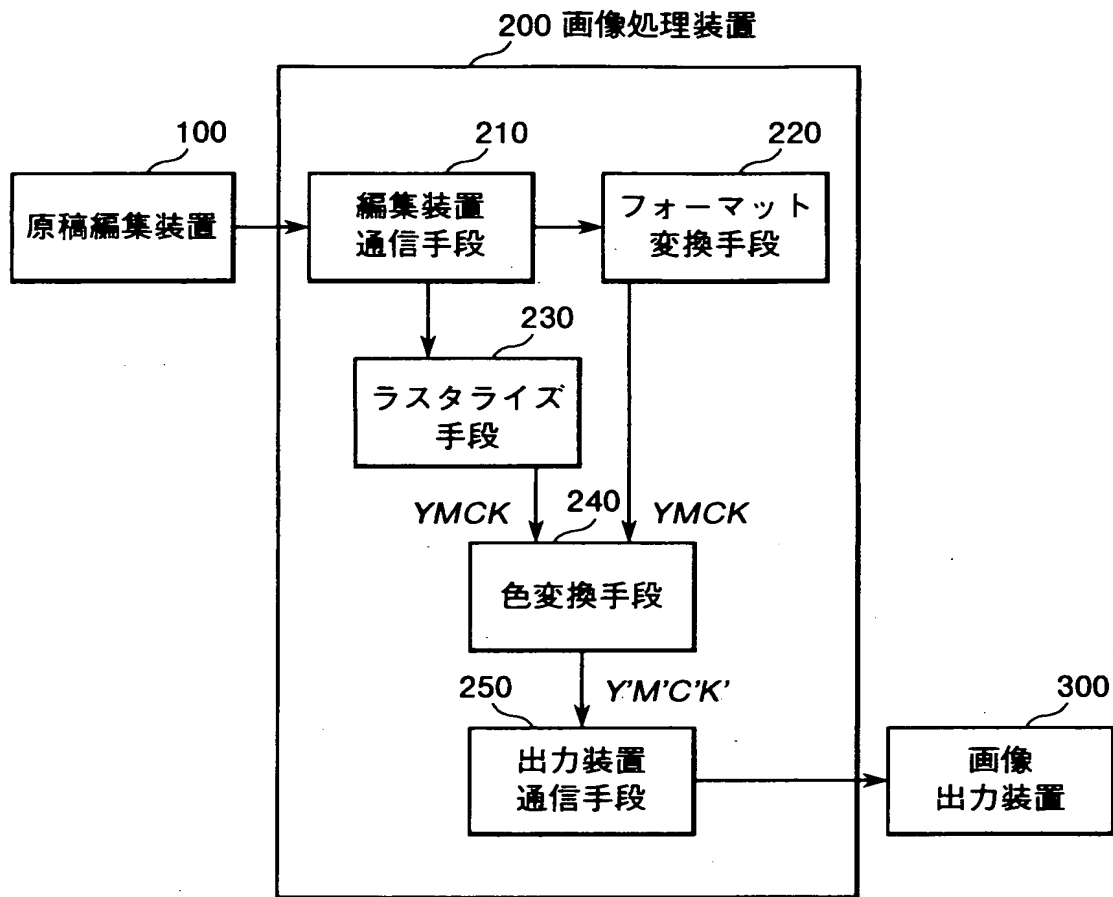 200 画像処理装置
100
210
220
原稿編集装置
編集装置
通信手段
フォーマット
変換手段
230
ラスタライズ
手段
YMCK
240
YMCK
色変換手段
250
Y'M'C'K'
300
出力装置
通信手段
画像
出力装置